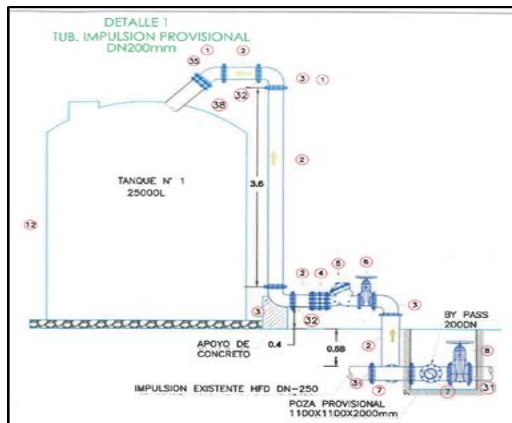 DETALLE 1
TUB. IMPULSION PROVISIONAL
DN200mm
35 1 2
3 1
32
38
3.6
2
TANQUE N° 1
25000L
12
2 4 5 6
3 32 3
BY PASS
200DN
APOYO DE
CONCRETO
0.4
0.68
2
8
IMPULSION EXISTENTE HFD DN-250
3 7 7 31
POZA PROVISIONAL
1100X1100X2000mm